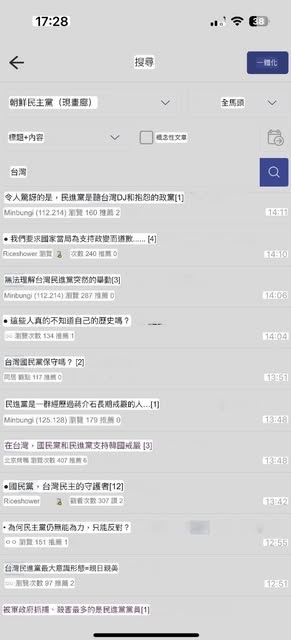 17:28
38
搜尋
一體化
朝鮮民主黨（現畫廊）
全馬頭
標題+內容
概念性文章
台灣
令人驚訝的是，民進黨是聽台灣DJ和抱怨的政黨[1]
Minbungi (112.214) 瀏覽 160 推薦 2
14:11
• 我們要求國家當局為支持政變而道歉...... [4]
Riceshower 瀏覽 次數 240 推薦 0
14:10
無法理解台灣民進黨突然的舉動[3]
Minbungi (112.214) 瀏覽 287 推薦 0
14:06
• 這些人真的不知道自己的歷史嗎？
○○ 瀏覽次數 134 推薦 1
14:04
台灣國民黨保守嗎？ [2]
觀點 117 推薦 0
13:51
民進黨是一群經歷過蔣介石長期戒嚴的人...[1]
Minbungi (125.128) 瀏覽 179 推薦 0
13:48
在台灣，國民黨和民進黨支持韓國戒嚴 [3]
瀏覽次數 407 推薦 6
13:48
•國民黨，台灣民主的守護者[12]
Riceshower 觀看次數 307 讚 2
13:42
• 為何民主黨仍無能為力，只能反對？
○○ 瀏覽 151 推薦 1
12:55
台灣民進黨最大意識形態=親日親美
○○ 瀏覽次數 97 推薦 2
12:51
被軍政府抓捕、殺害最多的是民進黨黨員[1]